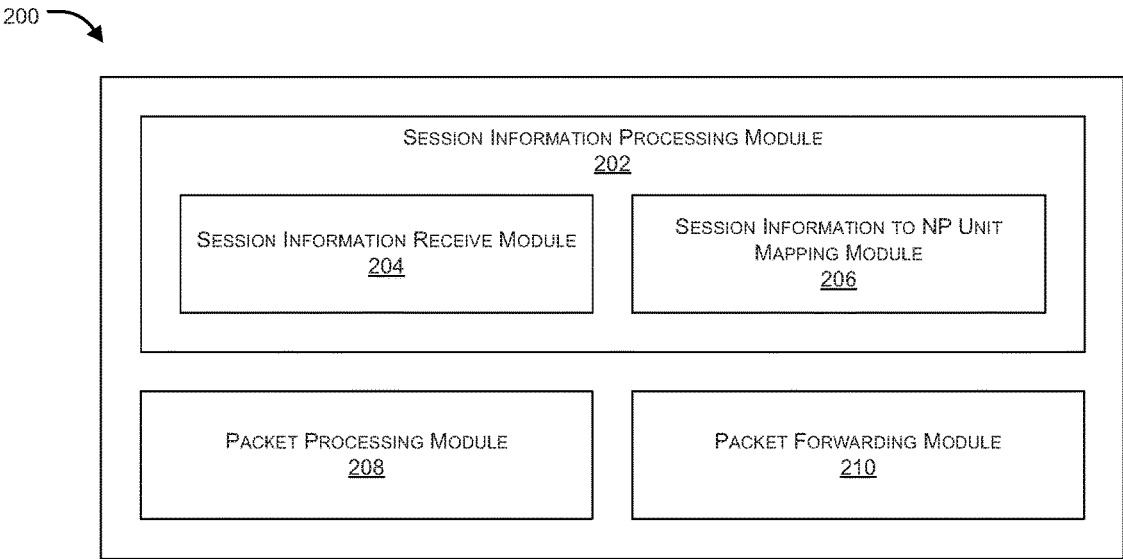 200
SESSION INFORMATION PROCESSING MODULE
202
SESSION INFORMATION RECEIVE MODULE
204
SESSION INFORMATION TO NP UNIT
MAPPING MODULE
206
PACKET PROCESSING MODULE
208
PACKET FORWARDING MODULE
210